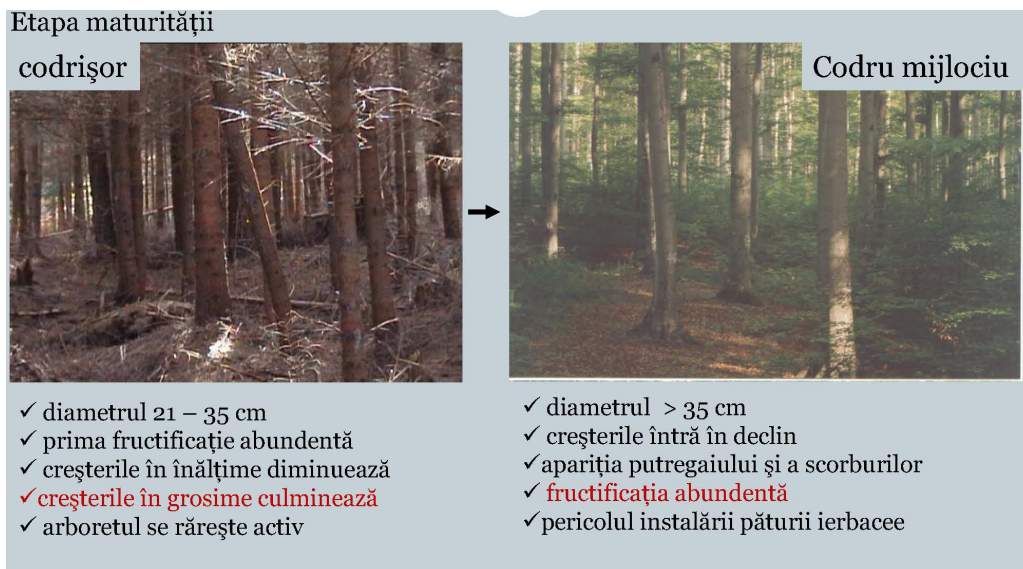 Etapa maturității
codrişor
Codru mijlociu
✓ diametrul 21 – 35 cm
✓ prima fructificație abundentă
✓ creşterile în înălțime diminuează
✓creşterile în grosime culminează
✓ arboretul se răreşte activ
✓ diametrul > 35 cm
✓ creşterile întră în declin
✓apariția putregaiului şi a scorburilor
✓ fructificația abundentă
✓pericolul instalării păturii ierbacee